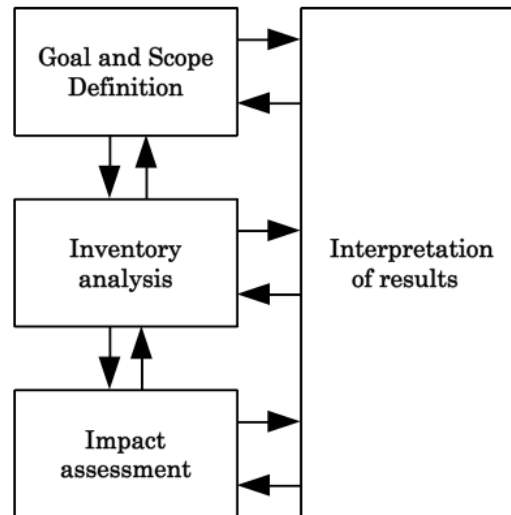 Goal and Scope
Definition
Inventory
analysis
Interpretation
of results
Impact
assessment